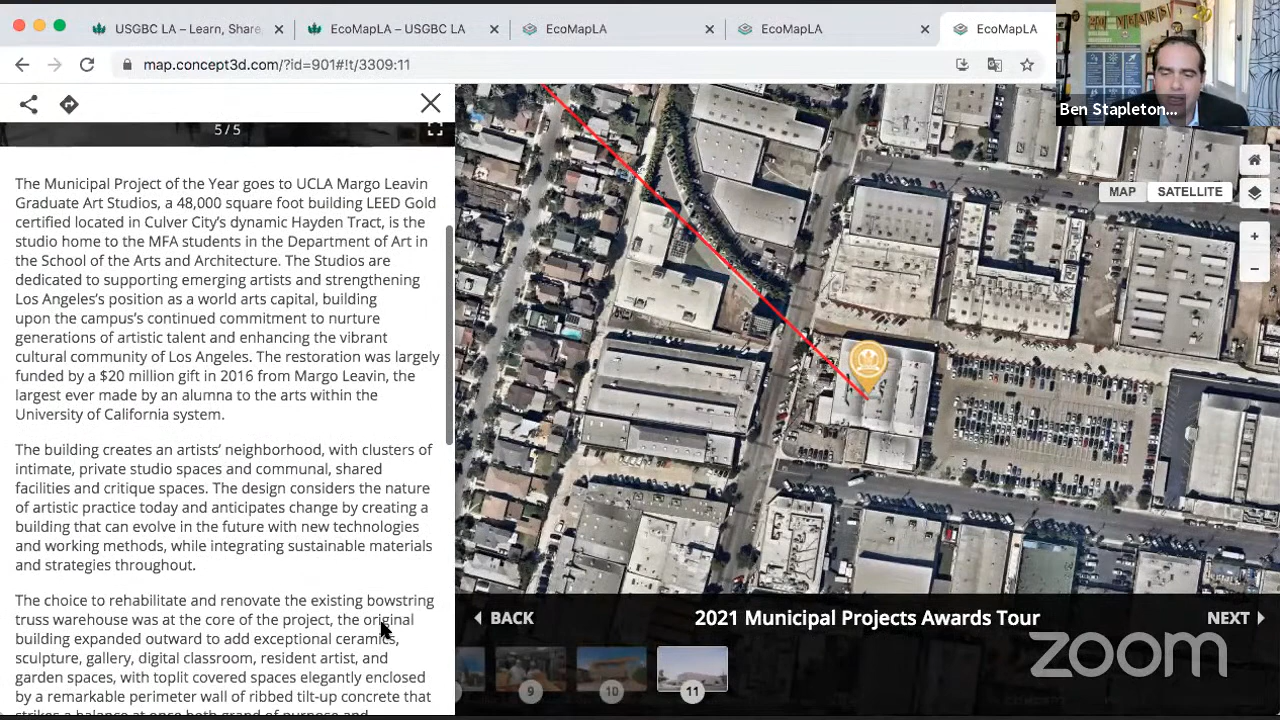 USGBC LA – Learn, Share
EcoMapLA – USGBC LA
EcoMapLA
EcoMapLA
EcoMapLA
map.concept3d.com/?id=901#!t/3309:11
20 YEARS!
Ben Stapleton...
5 / 5
The Municipal Project of the Year goes to UCLA Margo Leavin
Graduate Art Studios, a 48,000 square foot building LEED Gold
certified located in Culver City's dynamic Hayden Tract, is the
studio home to the MFA students in the Department of Art in
the School of the Arts and Architecture. The Studios are
dedicated to supporting emerging artists and strengthening
Los Angeles's position as a world arts capital, building
upon the campus's continued commitment to nurture
generations of artistic talent and enhancing the vibrant
cultural community of Los Angeles. The restoration was largely
funded by a $20 million gift in 2016 from Margo Leavin, the
largest ever made by an alumna to the arts within the
University of California system.
The building creates an artists' neighborhood, with clusters of
intimate, private studio spaces and communal, shared
facilities and critique spaces. The design considers the nature
of artistic practice today and anticipates change by creating a
building that can evolve in the future with new technologies
and working methods, while integrating sustainable materials
and strategies throughout.
The choice to rehabilitate and renovate the existing bowstring
truss warehouse was at the core of the project, the original
building expanded outward to add exceptional ceramics,
sculpture, gallery, digital classroom, resident artist, and
garden spaces, with toplit covered spaces elegantly enclosed
by a remarkable perimeter wall of ribbed tilt-up concrete that
strikes a balance at once both grand of purpose and
MAP
SATELLITE
+
−
BACK
2021 Municipal Projects Awards Tour
NEXT
9
10
11
zoom